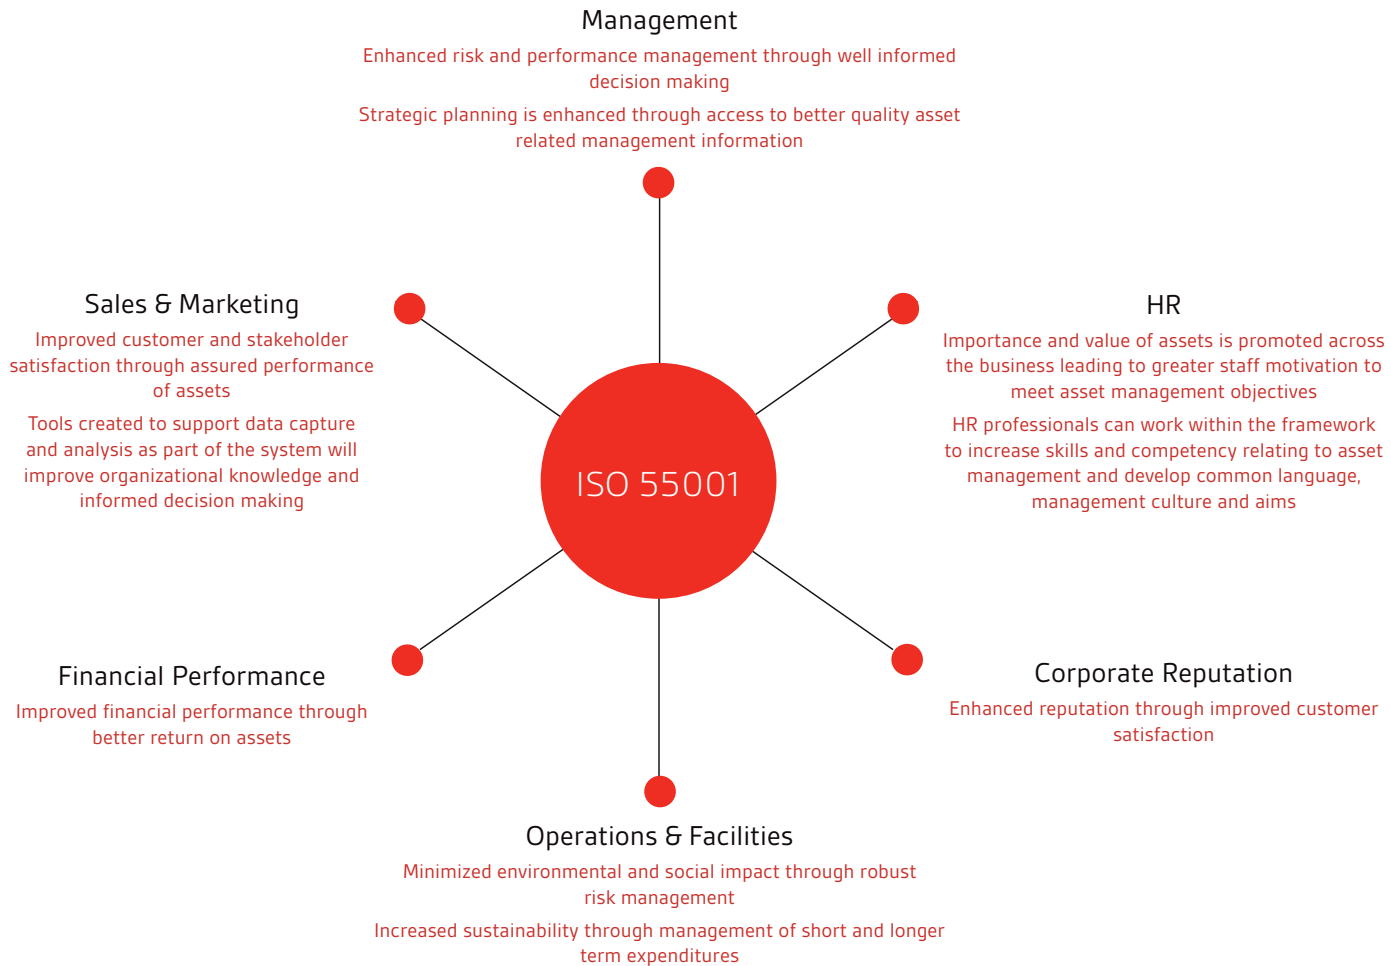 Management
Enhanced risk and performance management through well informed
decision making
Strategic planning is enhanced through access to better quality asset
related management information
Sales & Marketing
Improved customer and stakeholder
satisfaction through assured performance
of assets
Tools created to support data capture
and analysis as part of the system will
improve organizational knowledge and
informed decision making
HR
Importance and value of assets is promoted across
the business leading to greater staff motivation to
meet asset management objectives
HR professionals can work within the framework
to increase skills and competency relating to asset
management and develop common language,
management culture and aims
ISO 55001
Financial Performance
Improved financial performance through
better return on assets
Corporate Reputation
Enhanced reputation through improved customer
satisfaction
Operations & Facilities
Minimized environmental and social impact through robust
risk management
Increased sustainability through management of short and longer
term expenditures